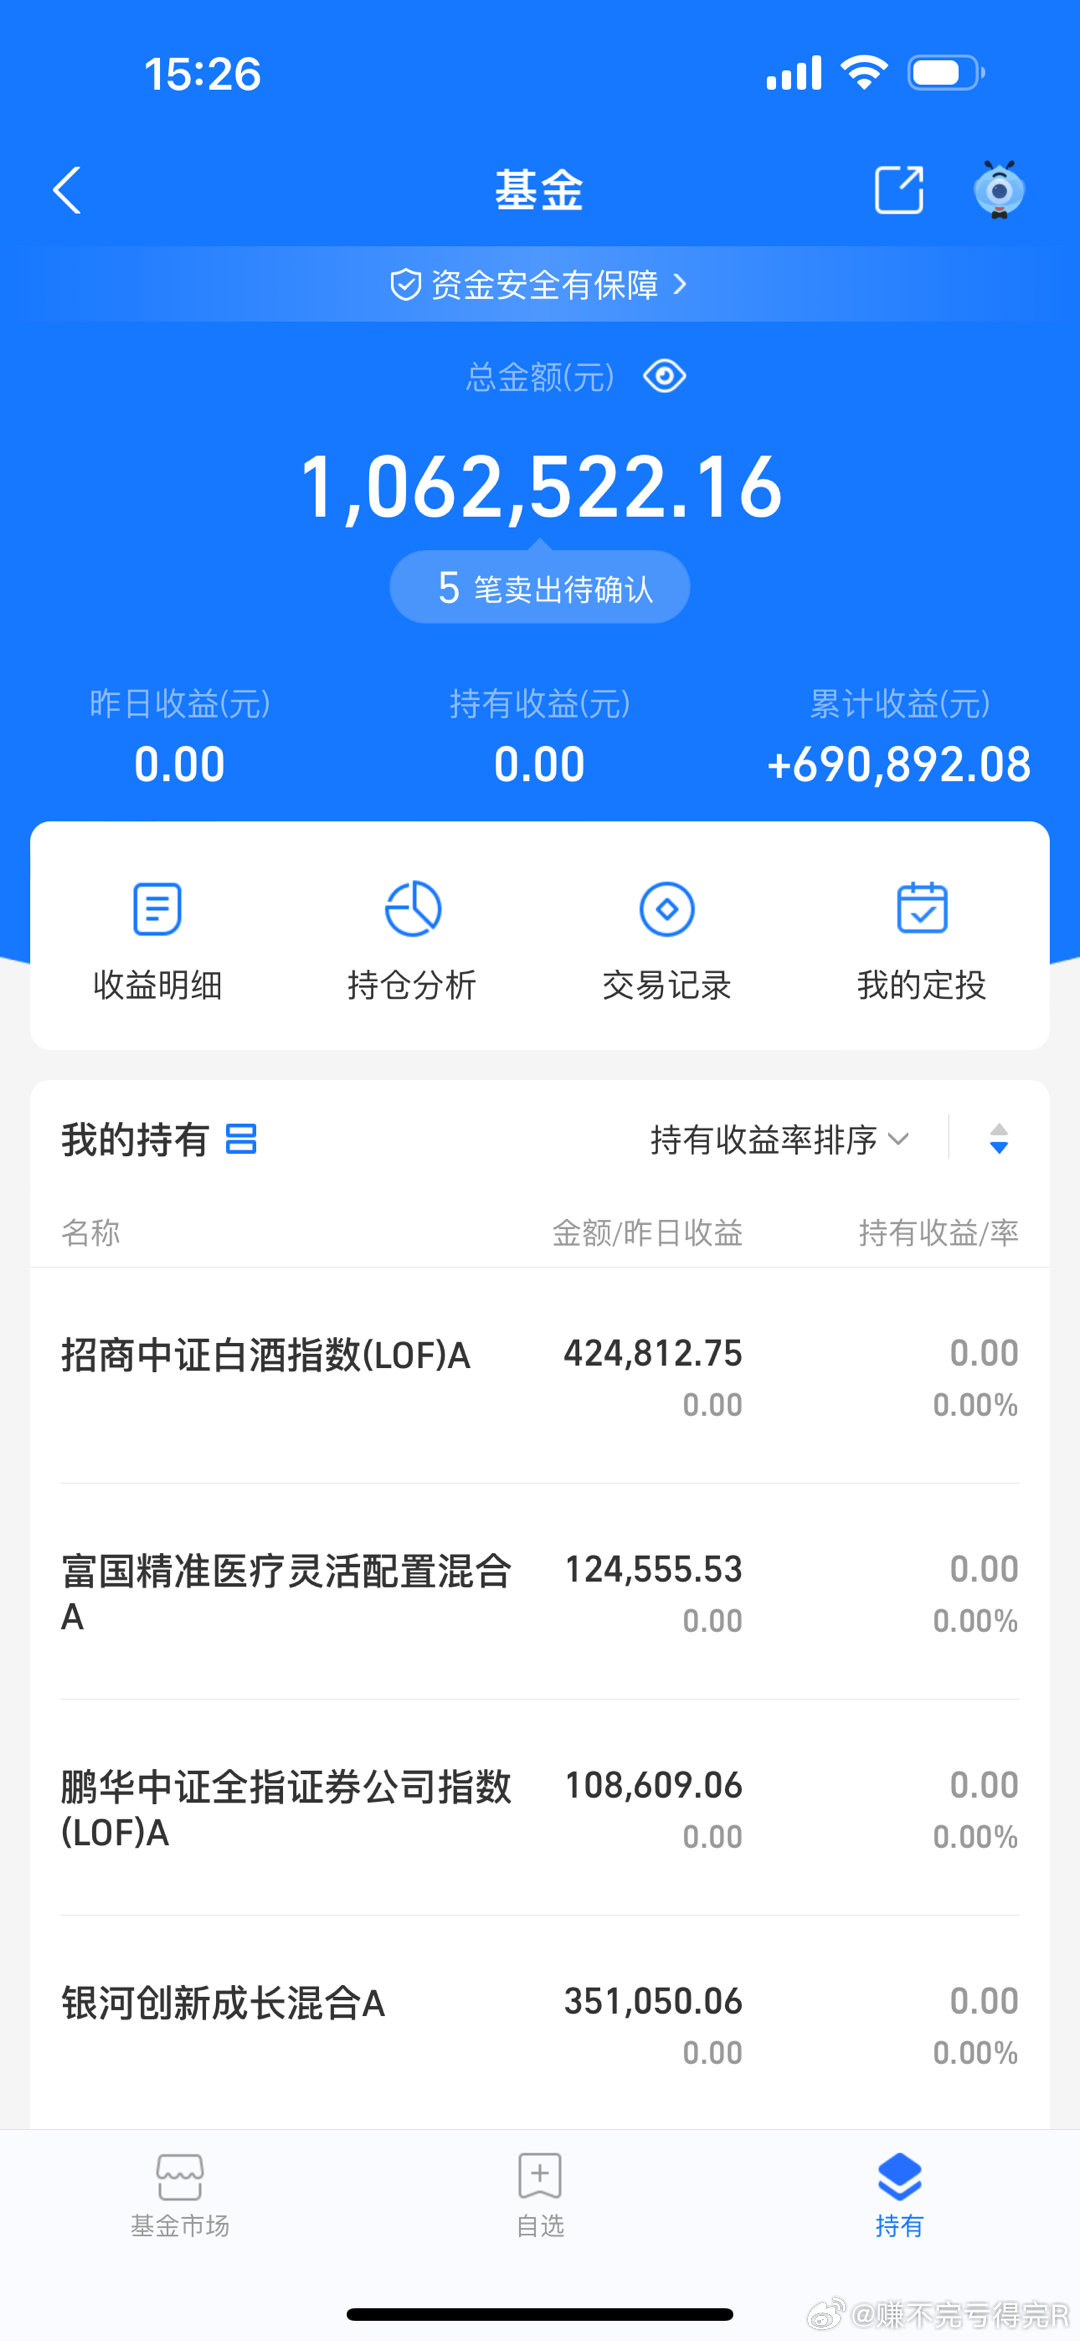 15:26
基金
资金安全有保障
总金额(元)
1,062,522.16
5 笔卖出待确认
昨日收益(元) 持有收益(元) 累计收益(元)
0.00 0.00 +690,892.08
收益明细 持仓分析 交易记录 我的定投
我的持有 持有收益率排序
名称 金额/昨日收益 持有收益/率
招商中证白酒指数(LOF)A 424,812.75 0.00
0.00 0.00%
富国精准医疗灵活配置混合 124,555.53 0.00
A 0.00 0.00%
鹏华中证全指证券公司指数 108,609.06 0.00
(LOF)A 0.00 0.00%
银河创新成长混合A 351,050.06 0.00
0.00 0.00%
基金市场 自选 持有
@赚不完亏得完R